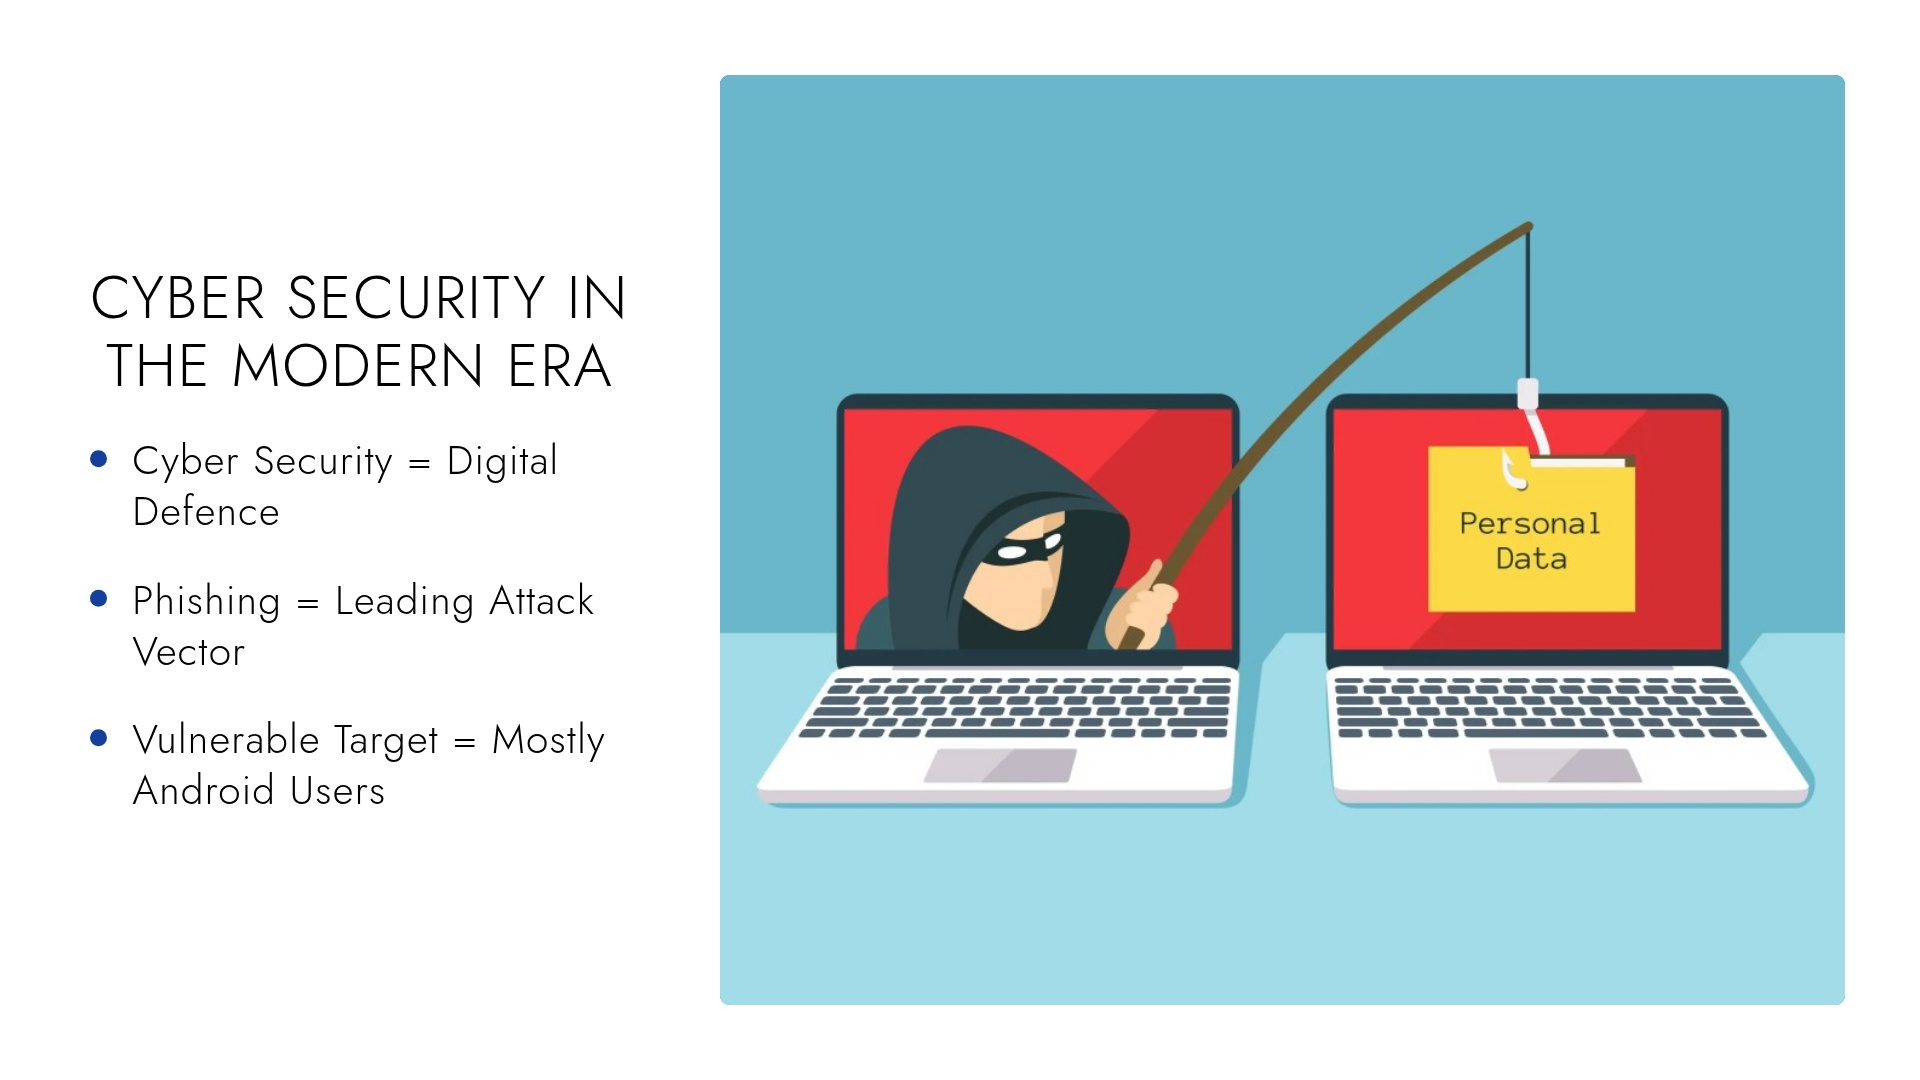 CYBER SECURITY IN
THE MODERN ERA
Cyber Security = Digital
Defence
Phishing = Leading Attack
Vector
Vulnerable Target = Mostly
Android Users
Personal
Data